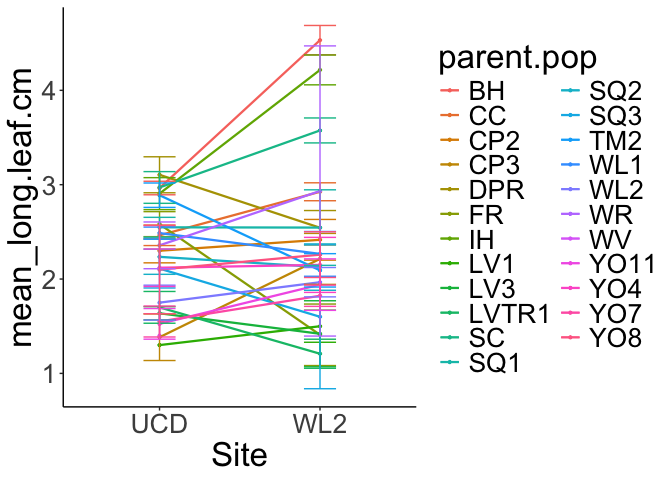 mean_long.leaf.cm
4
3
2
1
UCD WL2
Site
parent.pop
BH
CC
CP2
CP3
DPR
FR
IH
LV1
LV3
LVTR1
SC
SQ1
SQ2
SQ3
TM2
WL1
WL2
WR
WV
YO11
YO4
YO7
YO8